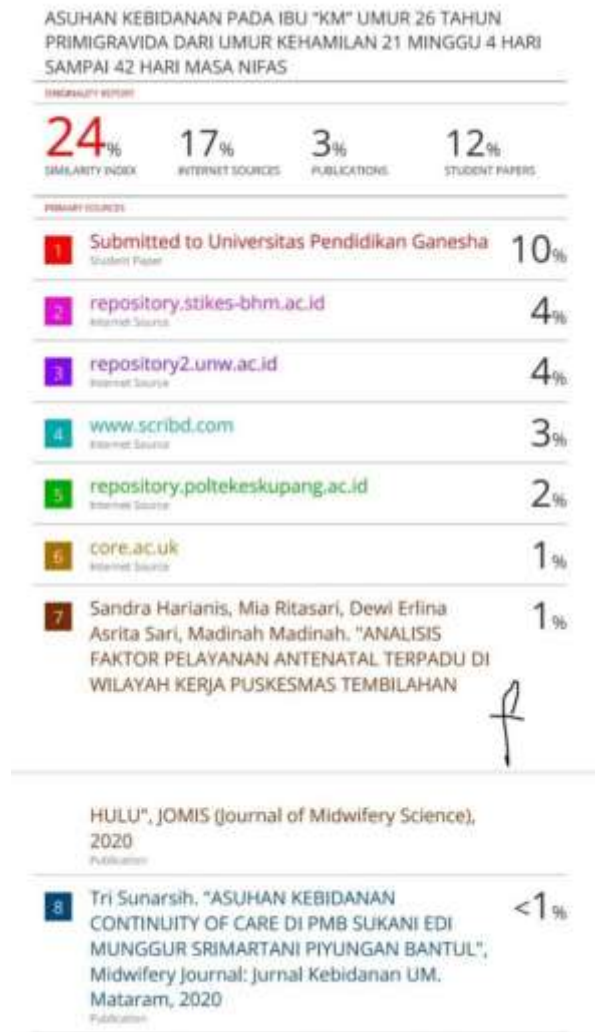 ASUHAN KEBIDANAN PADA IBU "KM" UMUR 26 TAHUN
PRIMIGRAVIDA DARI UMUR KEHAMILAN 21 MINGGU 4 HARI
SAMPAI 42 HARI MASA NIFAS
ORIGINALITY REPORT
24% 17% 3% 12%
SIMILARITY INDEX INTERNET SOURCES PUBLICATIONS STUDENT PAPERS
PRIMARY SOURCES
1 Submitted to Universitas Pendidikan Ganesha 10%
Student Paper
2 repository.stikes-bhm.ac.id 4%
Internet Source
3 repository2.unw.ac.id 4%
Internet Source
4 www.scribd.com 3%
Internet Source
5 repository.poltekeskupang.ac.id 2%
Internet Source
6 core.ac.uk 1%
Internet Source
7 Sandra Harianis, Mia Ritasari, Dewi Erlina 1%
Asrita Sari, Madinah Madinah. "ANALISIS
FAKTOR PELAYANAN ANTENATAL TERPADU DI
WILAYAH KERJA PUSKESMAS TEMBILAHAN
HULU", JOMIS (Journal of Midwifery Science),
2020
Publication
8 Tri Sunarsih. "ASUHAN KEBIDANAN <1%
CONTINUITY OF CARE DI PMB SUKANI EDI
MUNGGUR SRIMARTANI PIYUNGAN BANTUL",
Midwifery Journal: Jurnal Kebidanan UM.
Mataram, 2020
Publication